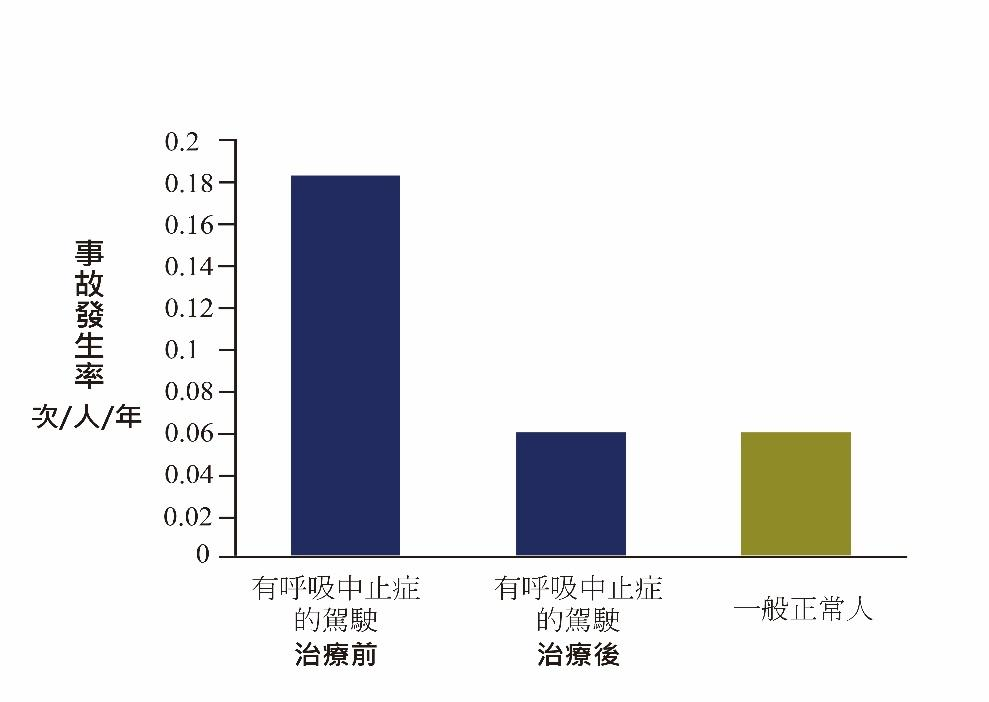 0.2
0.18
0.16
0.14
0.12
0.1
0.08
0.06
0.04
0.02
0
事故發生率
次/人/年
有呼吸中止症
的駕駛
治療前
有呼吸中止症
的駕駛
治療後
一般正常人